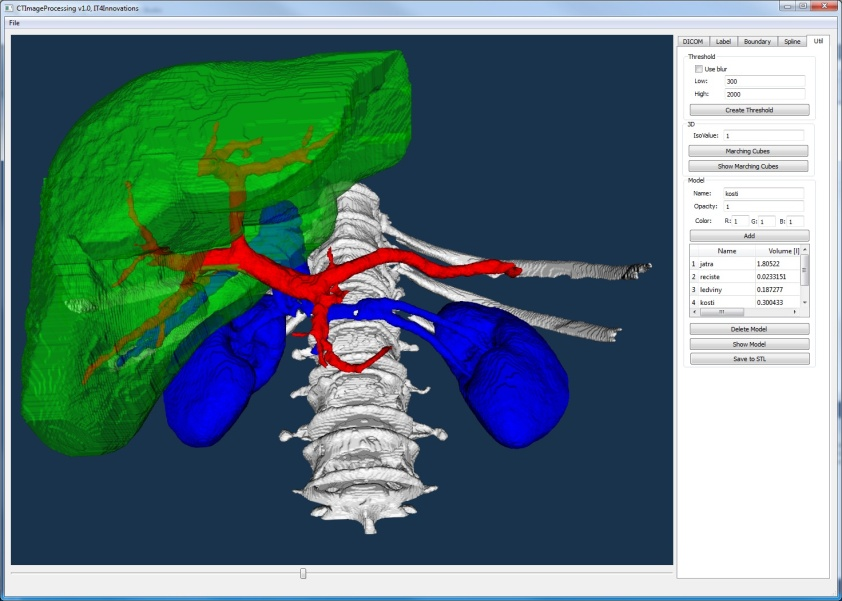 CTImageProcessing v1.0, IT4Innovations
File
DICOM Label Boundary Spline Util
Threshold
Use blur
Low: 300
High: 2000
Create Threshold
3D
IsoValue: 1
Marching Cubes
Show Marching Cubes
Model
Name: kosti
Opacity: 1
Color: R: 1 G: 1 B: 1
Add
Name Volume [l]
1 jatra 1.80522
2 reciste 0.0233151
3 ledviny 0.187277
4 kosti 0.300433
Delete Model
Show Model
Save to STL